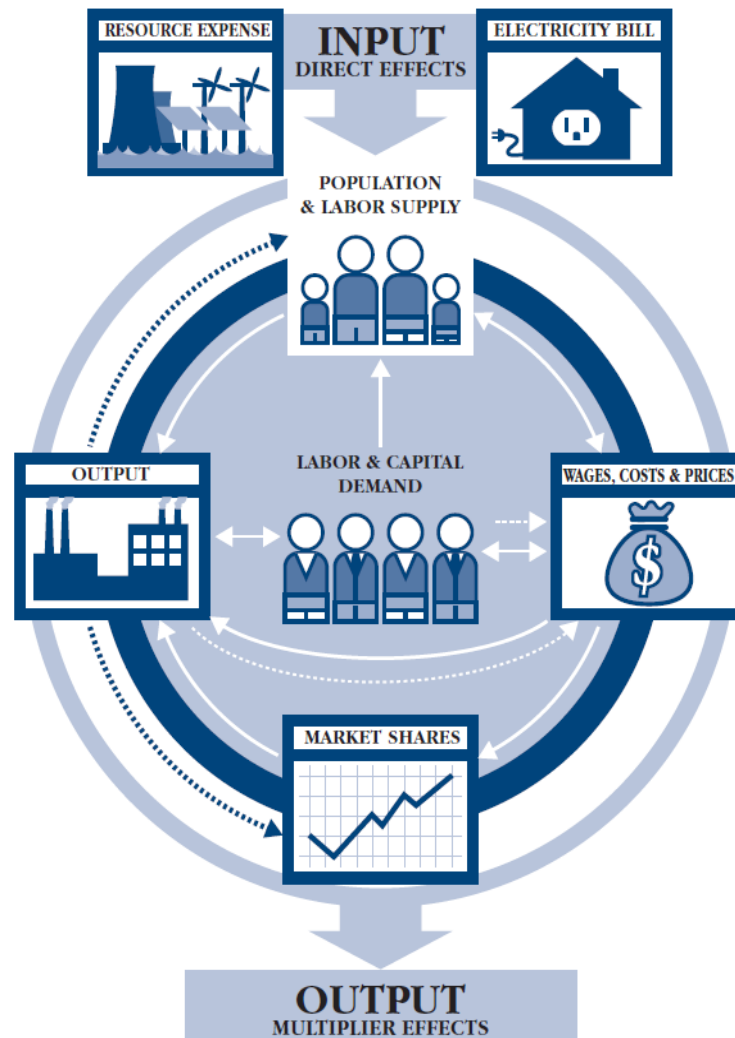 RESOURCE EXPENSE
INPUT
DIRECT EFFECTS
ELECTRICITY BILL
POPULATION
& LABOR SUPPLY
OUTPUT
LABOR & CAPITAL
DEMAND
WAGES, COSTS & PRICES
$
MARKET SHARES
OUTPUT
MULTIPLIER EFFECTS